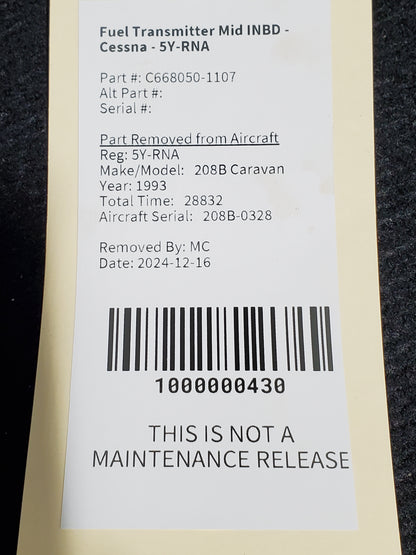 Fuel Transmitter Mid INBD -
Cessna - 5Y-RNA
Part #: C668050-1107
Alt Part #:
Serial #:
Part Removed from Aircraft
Reg: 5Y-RNA
Make/Model: 208B Caravan
Year: 1993
Total Time: 28832
Aircraft Serial: 208B-0328
Removed By: MC
Date: 2024-12-16
1000000430
THIS IS NOT A
MAINTENANCE RELEASE